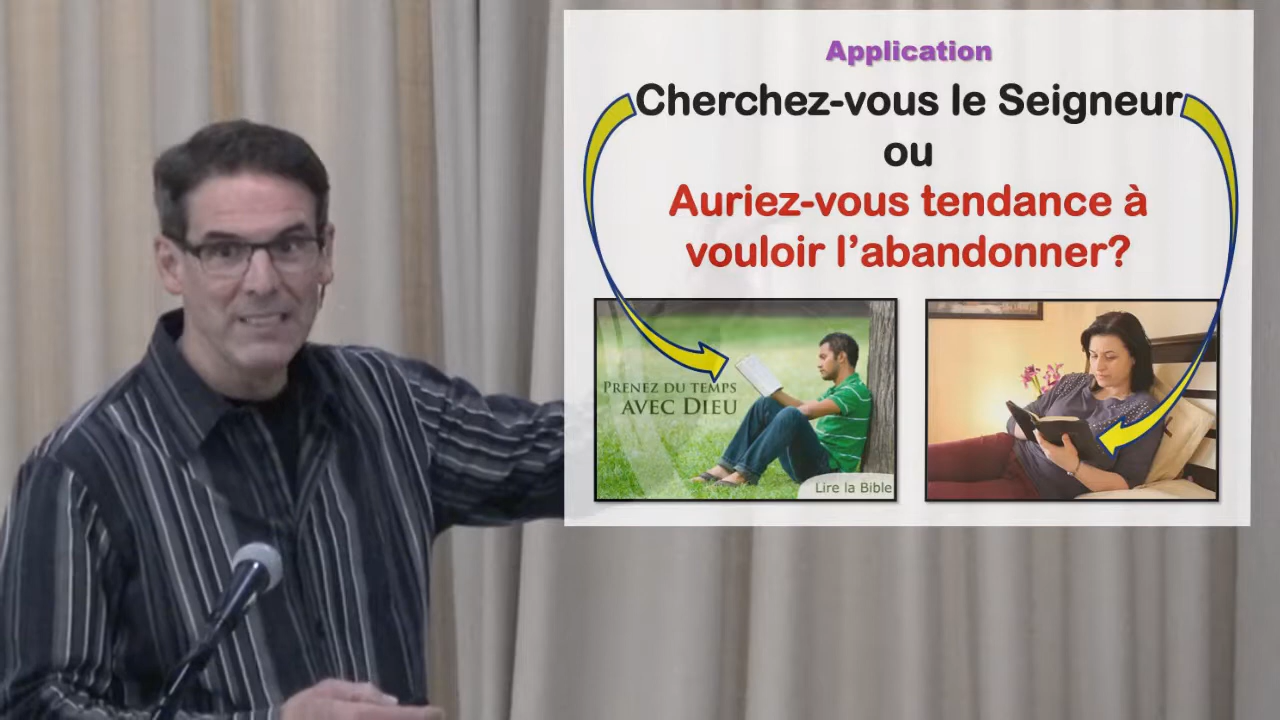 Application
Cherchez-vous le Seigneur
ou
Auriez-vous tendance à
vouloir l’abandonner?
PRENEZ DU TEMPS
AVEC DIEU
Lire la Bible